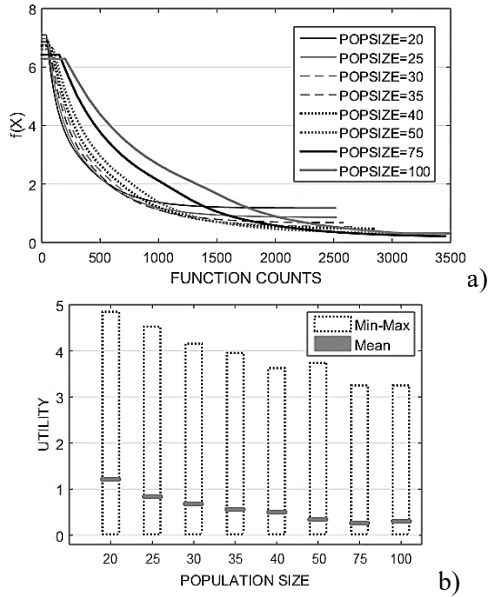 8
6
4
2
0
f(X)
POPSIZE=20
POPSIZE=25
POPSIZE=30
POPSIZE=35
POPSIZE=40
POPSIZE=50
POPSIZE=75
POPSIZE=100
0 500 1000 1500 2000 2500 3000 3500
FUNCTION COUNTS
a)
5
4
3
2
1
0
UTILITY
Min-Max
Mean
20 25 30 35 40 50 75 100
POPULATION SIZE
b)